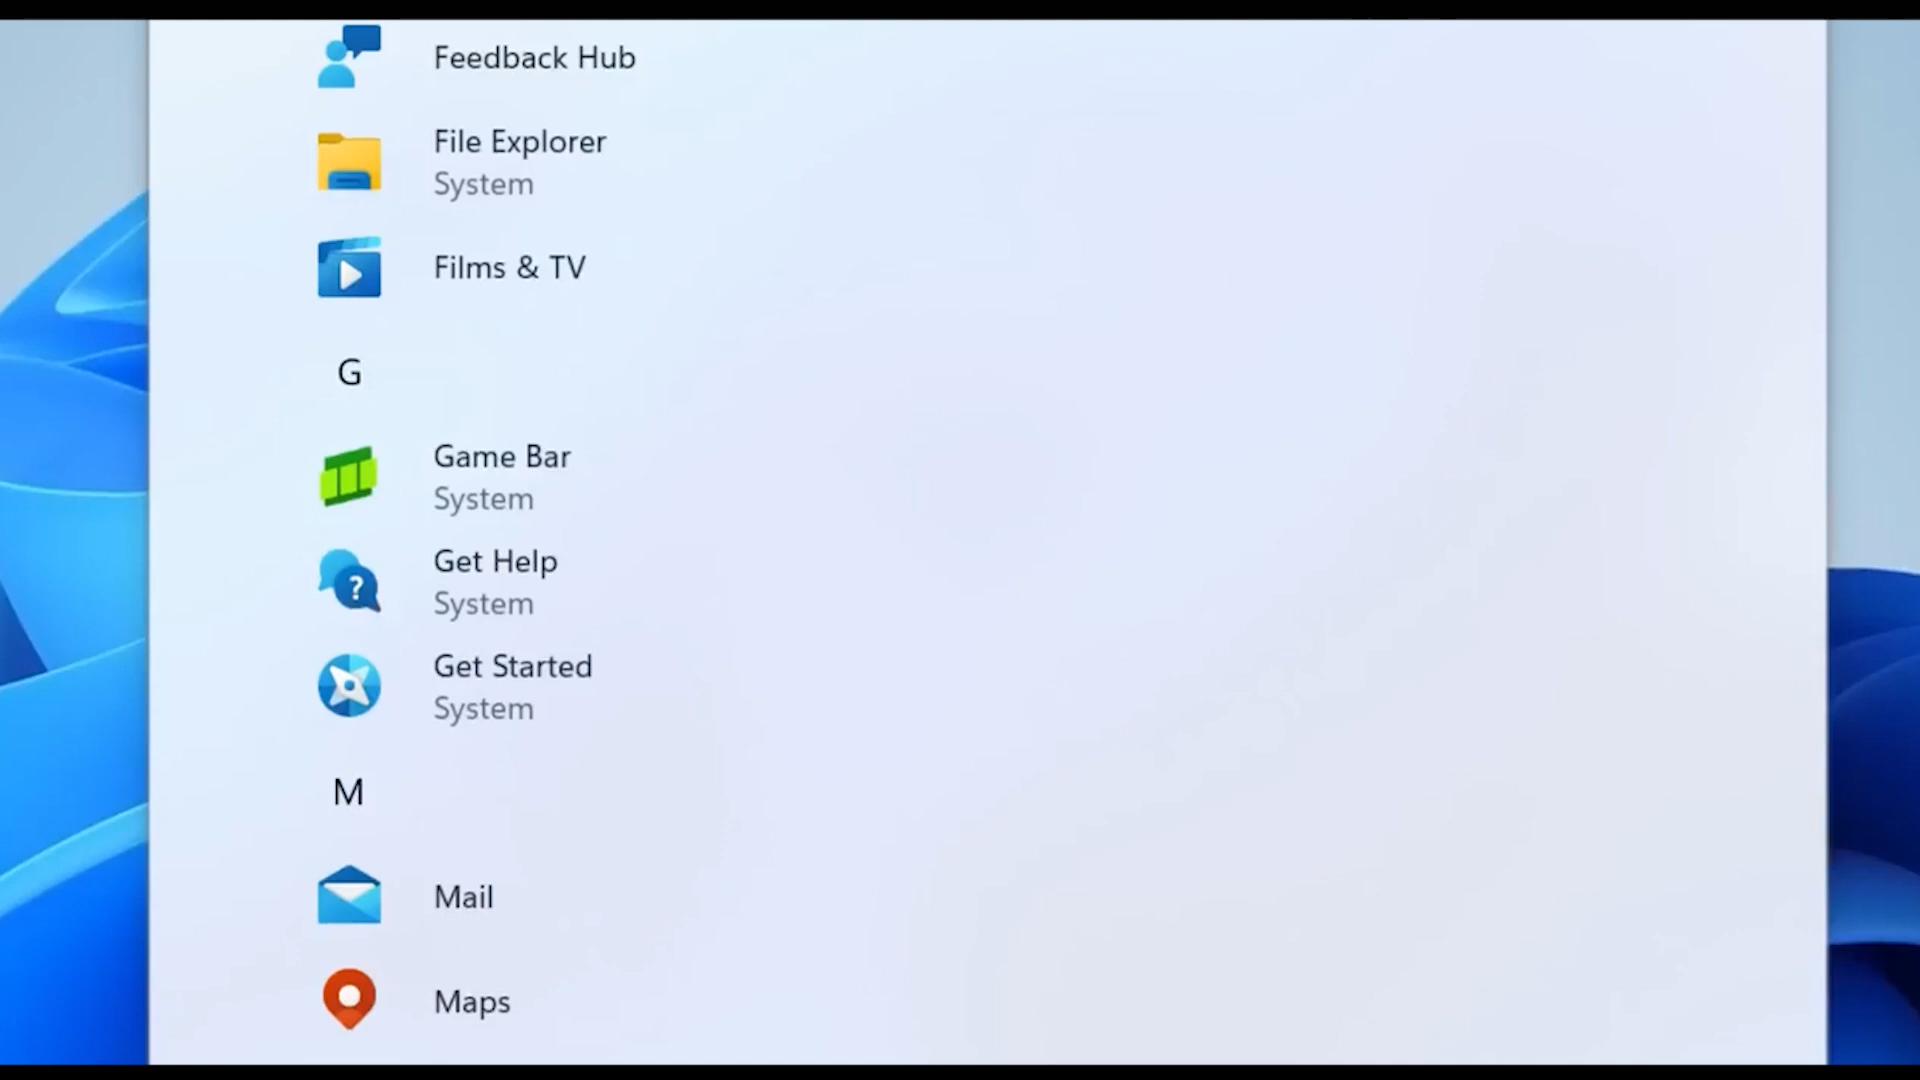 Feedback Hub
File Explorer
System
Films & TV
G
Game Bar
System
Get Help
System
Get Started
System
M
Mail
Maps